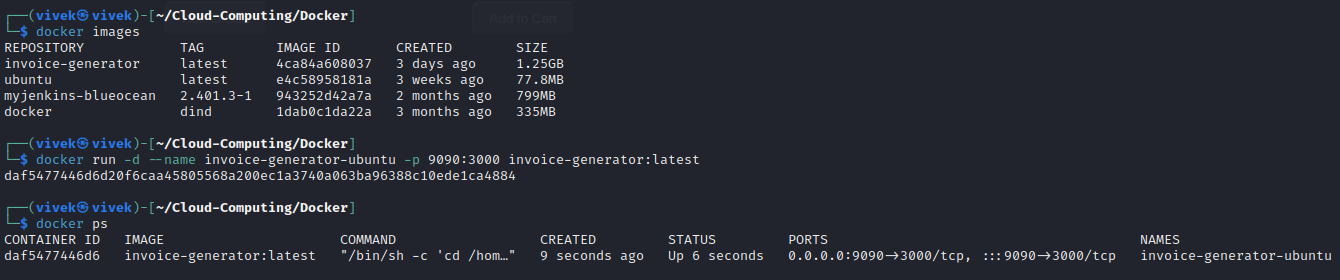 ┌──(vivek㉿vivek)-[~/Cloud-Computing/Docker]
└─$ docker images
REPOSITORY TAG IMAGE ID CREATED SIZE
invoice-generator latest 4ca84a608037 3 days ago 1.25GB
ubuntu latest e4c58958181a 3 weeks ago 77.8MB
myjenkins-blueocean 2.401.3-1 943252d42a7a 2 months ago 799MB
docker dind 1dab0c1da22a 3 months ago 335MB
┌──(vivek㉿vivek)-[~/Cloud-Computing/Docker]
└─$ docker run -d --name invoice-generator-ubuntu -p 9090:3000 invoice-generator:latest
daf5477446d6d20f6caa45805568a200ec1a3740a063ba96388c10ede1ca4884
┌──(vivek㉿vivek)-[~/Cloud-Computing/Docker]
└─$ docker ps
CONTAINER ID IMAGE COMMAND CREATED STATUS PORTS NAMES
daf5477446d6 invoice-generator:latest "/bin/sh -c 'cd /hom…" 9 seconds ago Up 6 seconds 0.0.0.0:9090->3000/tcp, :::9090->3000/tcp invoice-generator-ubuntu
Add to Cart